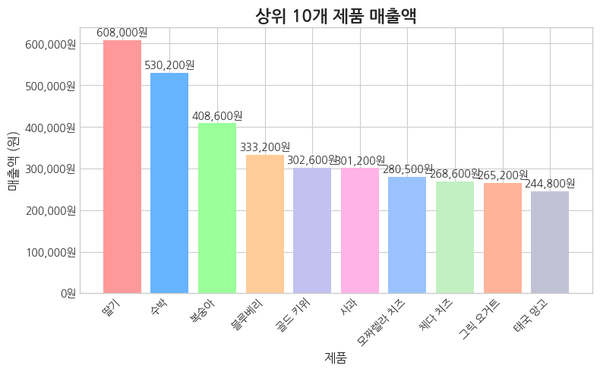 상위 10개 제품 매출액
매출액 (원)
600,000원
500,000원
400,000원
300,000원
200,000원
100,000원
0원
608,000원
530,200원
408,600원
333,200원
302,600원
301,200원
280,500원
268,600원
265,200원
244,800원
딸기
수박
복숭아
블루베리
골드 키위
사과
모짜렐라 치즈
체다 치즈
그릭 요거트
태국 망고
제품